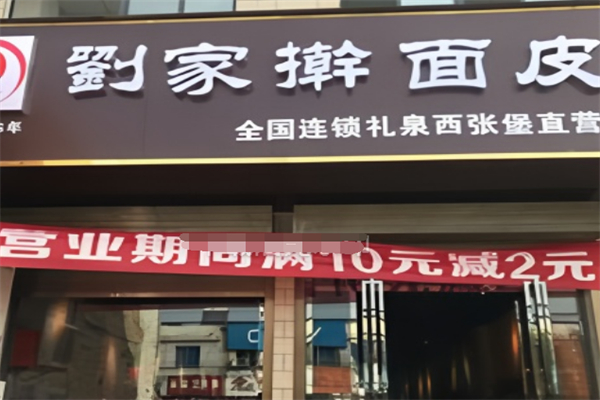 劉家擀面皮
全国连锁礼泉西张堡直营
年
营业期间满10元减2元